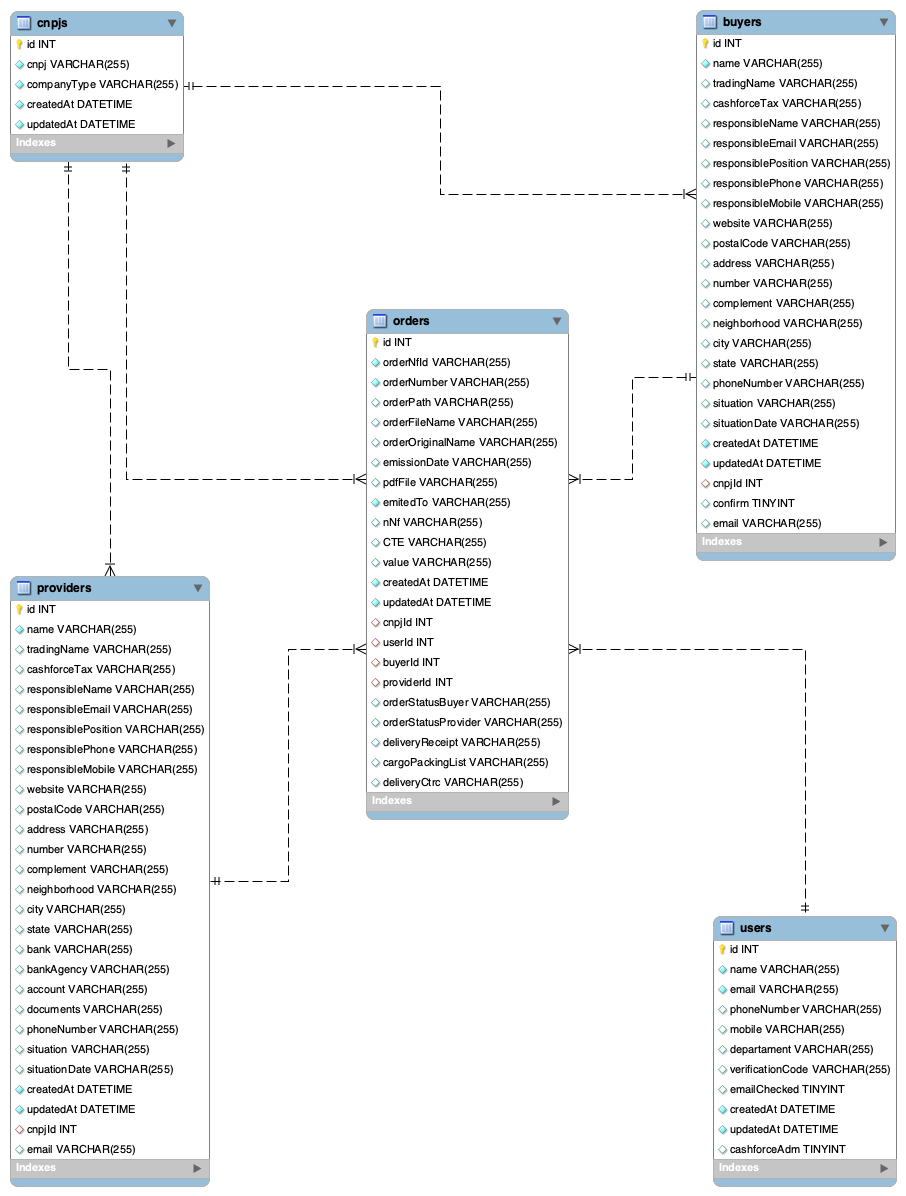 cnpjs
id INT
cnpj VARCHAR(255)
companyType VARCHAR(255)
createdAt DATETIME
updatedAt DATETIME
Indexes
buyers
id INT
name VARCHAR(255)
tradingName VARCHAR(255)
cashforceTax VARCHAR(255)
responsibleName VARCHAR(255)
responsibleEmail VARCHAR(255)
responsiblePosition VARCHAR(255)
responsiblePhone VARCHAR(255)
responsibleMobile VARCHAR(255)
website VARCHAR(255)
postalCode VARCHAR(255)
address VARCHAR(255)
number VARCHAR(255)
complement VARCHAR(255)
neighborhood VARCHAR(255)
city VARCHAR(255)
state VARCHAR(255)
phoneNumber VARCHAR(255)
situation VARCHAR(255)
situationDate VARCHAR(255)
createdAt DATETIME
updatedAt DATETIME
cnpjId INT
confirm TINYINT
email VARCHAR(255)
Indexes
orders
id INT
orderNfId VARCHAR(255)
orderNumber VARCHAR(255)
orderPath VARCHAR(255)
orderFileName VARCHAR(255)
orderOriginalName VARCHAR(255)
emissionDate VARCHAR(255)
pdfFile VARCHAR(255)
emitedTo VARCHAR(255)
nNf VARCHAR(255)
CTE VARCHAR(255)
value VARCHAR(255)
createdAt DATETIME
updatedAt DATETIME
cnpjId INT
userId INT
buyerId INT
providerId INT
orderStatusBuyer VARCHAR(255)
orderStatusProvider VARCHAR(255)
deliveryReceipt VARCHAR(255)
cargoPackingList VARCHAR(255)
deliveryCtrc VARCHAR(255)
Indexes
providers
id INT
name VARCHAR(255)
tradingName VARCHAR(255)
cashforceTax VARCHAR(255)
responsibleName VARCHAR(255)
responsibleEmail VARCHAR(255)
responsiblePosition VARCHAR(255)
responsiblePhone VARCHAR(255)
responsibleMobile VARCHAR(255)
website VARCHAR(255)
postalCode VARCHAR(255)
address VARCHAR(255)
number VARCHAR(255)
complement VARCHAR(255)
neighborhood VARCHAR(255)
city VARCHAR(255)
state VARCHAR(255)
bank VARCHAR(255)
bankAgency VARCHAR(255)
account VARCHAR(255)
documents VARCHAR(255)
phoneNumber VARCHAR(255)
situation VARCHAR(255)
situationDate VARCHAR(255)
createdAt DATETIME
updatedAt DATETIME
cnpjId INT
email VARCHAR(255)
Indexes
users
id INT
name VARCHAR(255)
email VARCHAR(255)
phoneNumber VARCHAR(255)
mobile VARCHAR(255)
departament VARCHAR(255)
verificationCode VARCHAR(255)
emailChecked TINYINT
createdAt DATETIME
updatedAt DATETIME
cashforceAdm TINYINT
Indexes